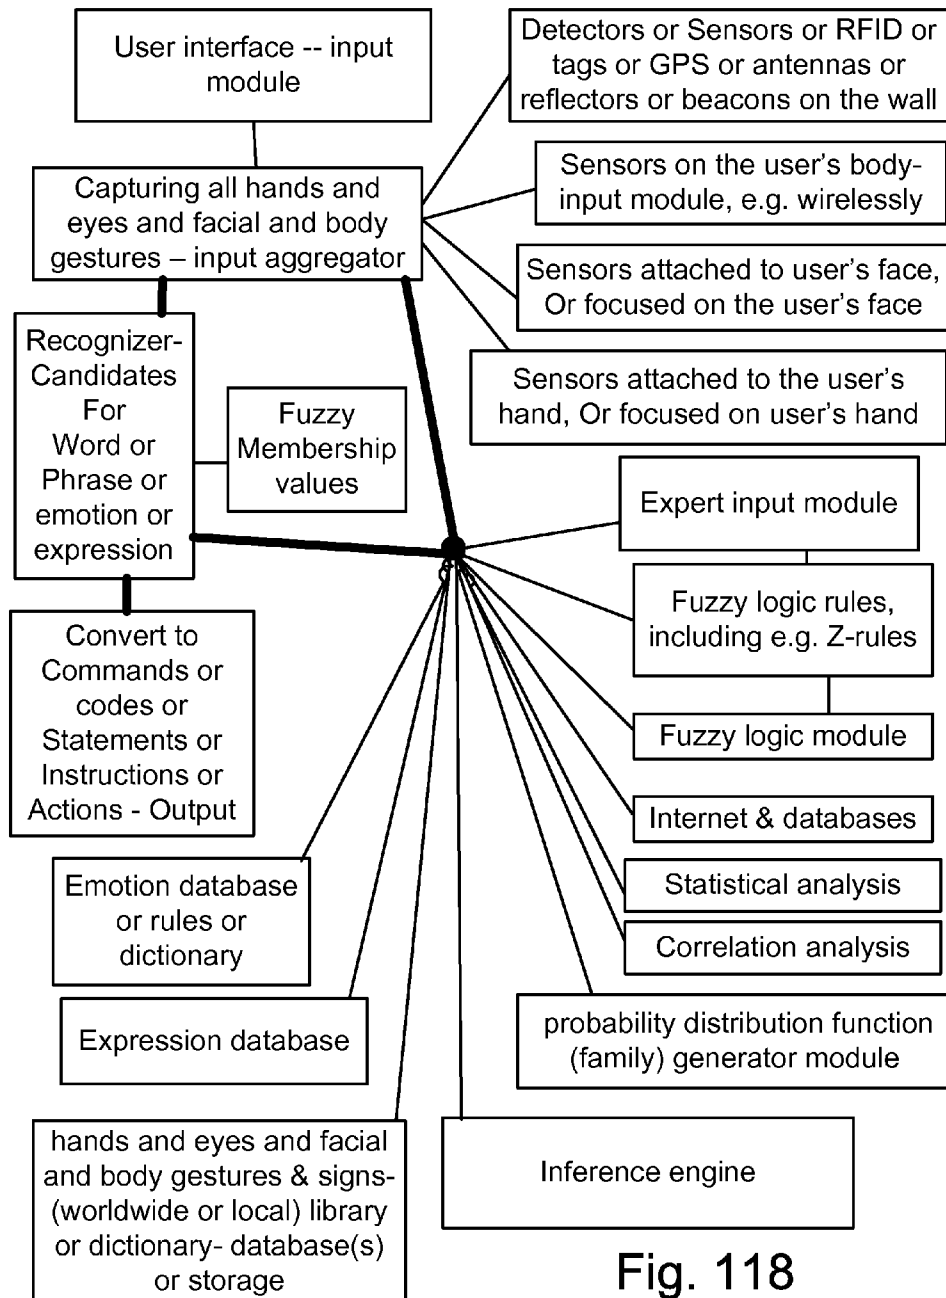 User interface -- input
module
Detectors or Sensors or RFID or
tags or GPS or antennas or
reflectors or beacons on the wall
Capturing all hands and
eyes and facial and body
gestures – input aggregator
Sensors on the user's body-
input module, e.g. wirelessly
Sensors attached to user's face,
Or focused on the user's face
Sensors attached to the user's
hand, Or focused on user's hand
Recognizer-
Candidates
For
Word or
Phrase or
emotion or
expression
Fuzzy
Membership
values
Expert input module
Fuzzy logic rules,
including e.g. Z-rules
Fuzzy logic module
Convert to
Commands or
codes or
Statements or
Instructions or
Actions - Output
Internet & databases
Statistical analysis
Correlation analysis
probability distribution function
(family) generator module
Emotion database
or rules or
dictionary
Expression database
hands and eyes and facial
and body gestures & signs-
(worldwide or local) library
or dictionary- database(s)
or storage
Inference engine
Fig. 118